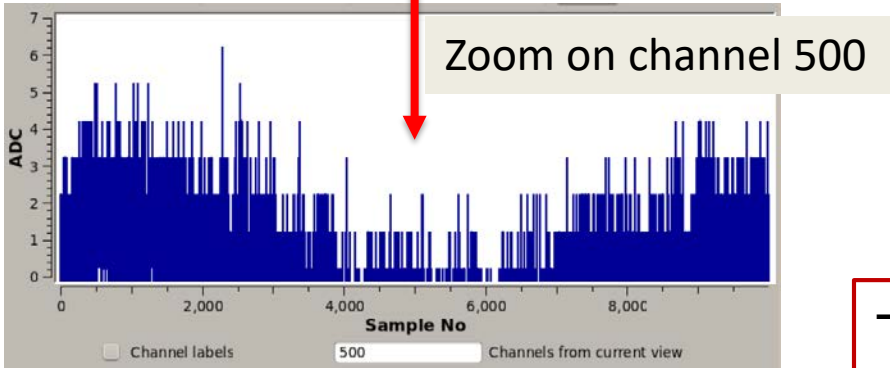 Zoom on channel 500
7
6
5
4
3
2
1
0
ADC
0 2,000 4,000 6,000 8,00C
Sample No
Channel labels 500 Channels from current view